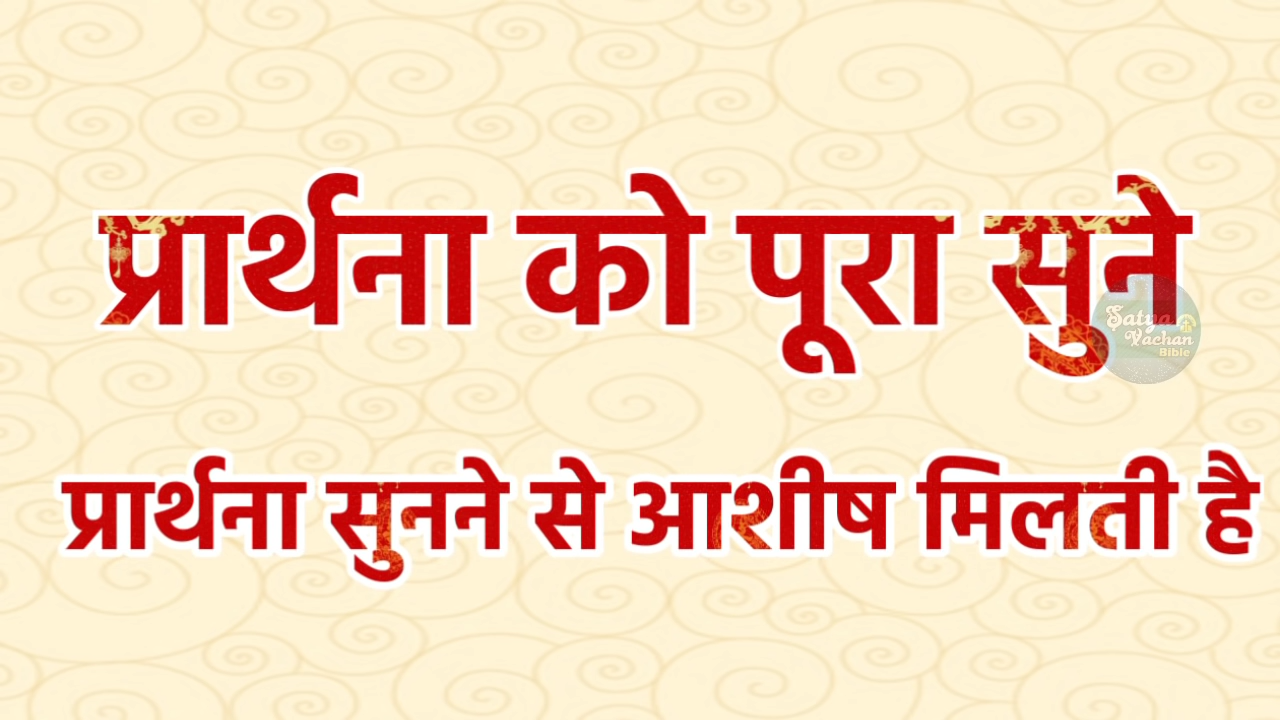 प्रार्थना को पूरा सुने
Satya
Vachan
Bible
प्रार्थना सुनने से आशीष मिलती है